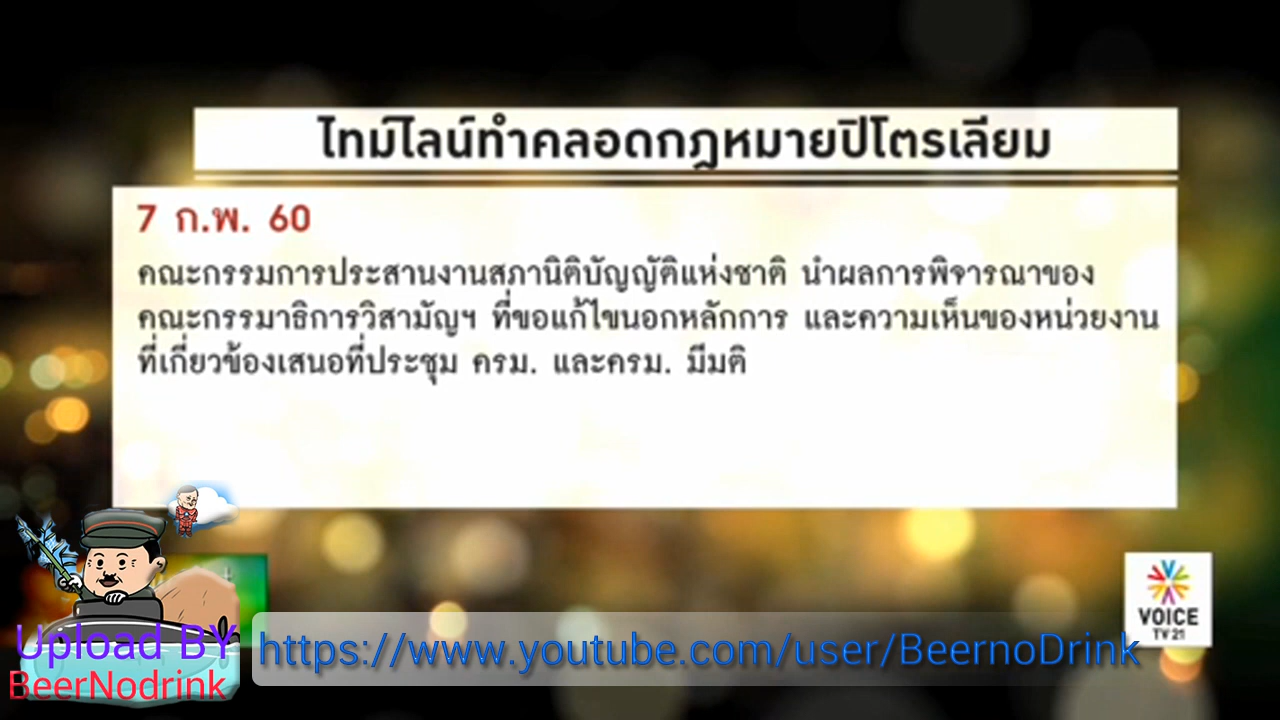 ไทม์ไลน์ทำคลอดกฎหมายปิโตรเลียม
7 ก.พ. 60
คณะกรรมการประสานงานสภานิติบัญญัติแห่งชาติ นำผลการพิจารณาของ
คณะกรรมาธิการวิสามัญฯ ที่ขอแก้ไขนอกหลักการ และความเห็นของหน่วยงาน
ที่เกี่ยวข้องเสนอที่ประชุม ครม. และครม. มีมติ
VOICE
TV 21
Upload BY
BeerNodrink
https://www.youtube.com/user/BeernoDrink